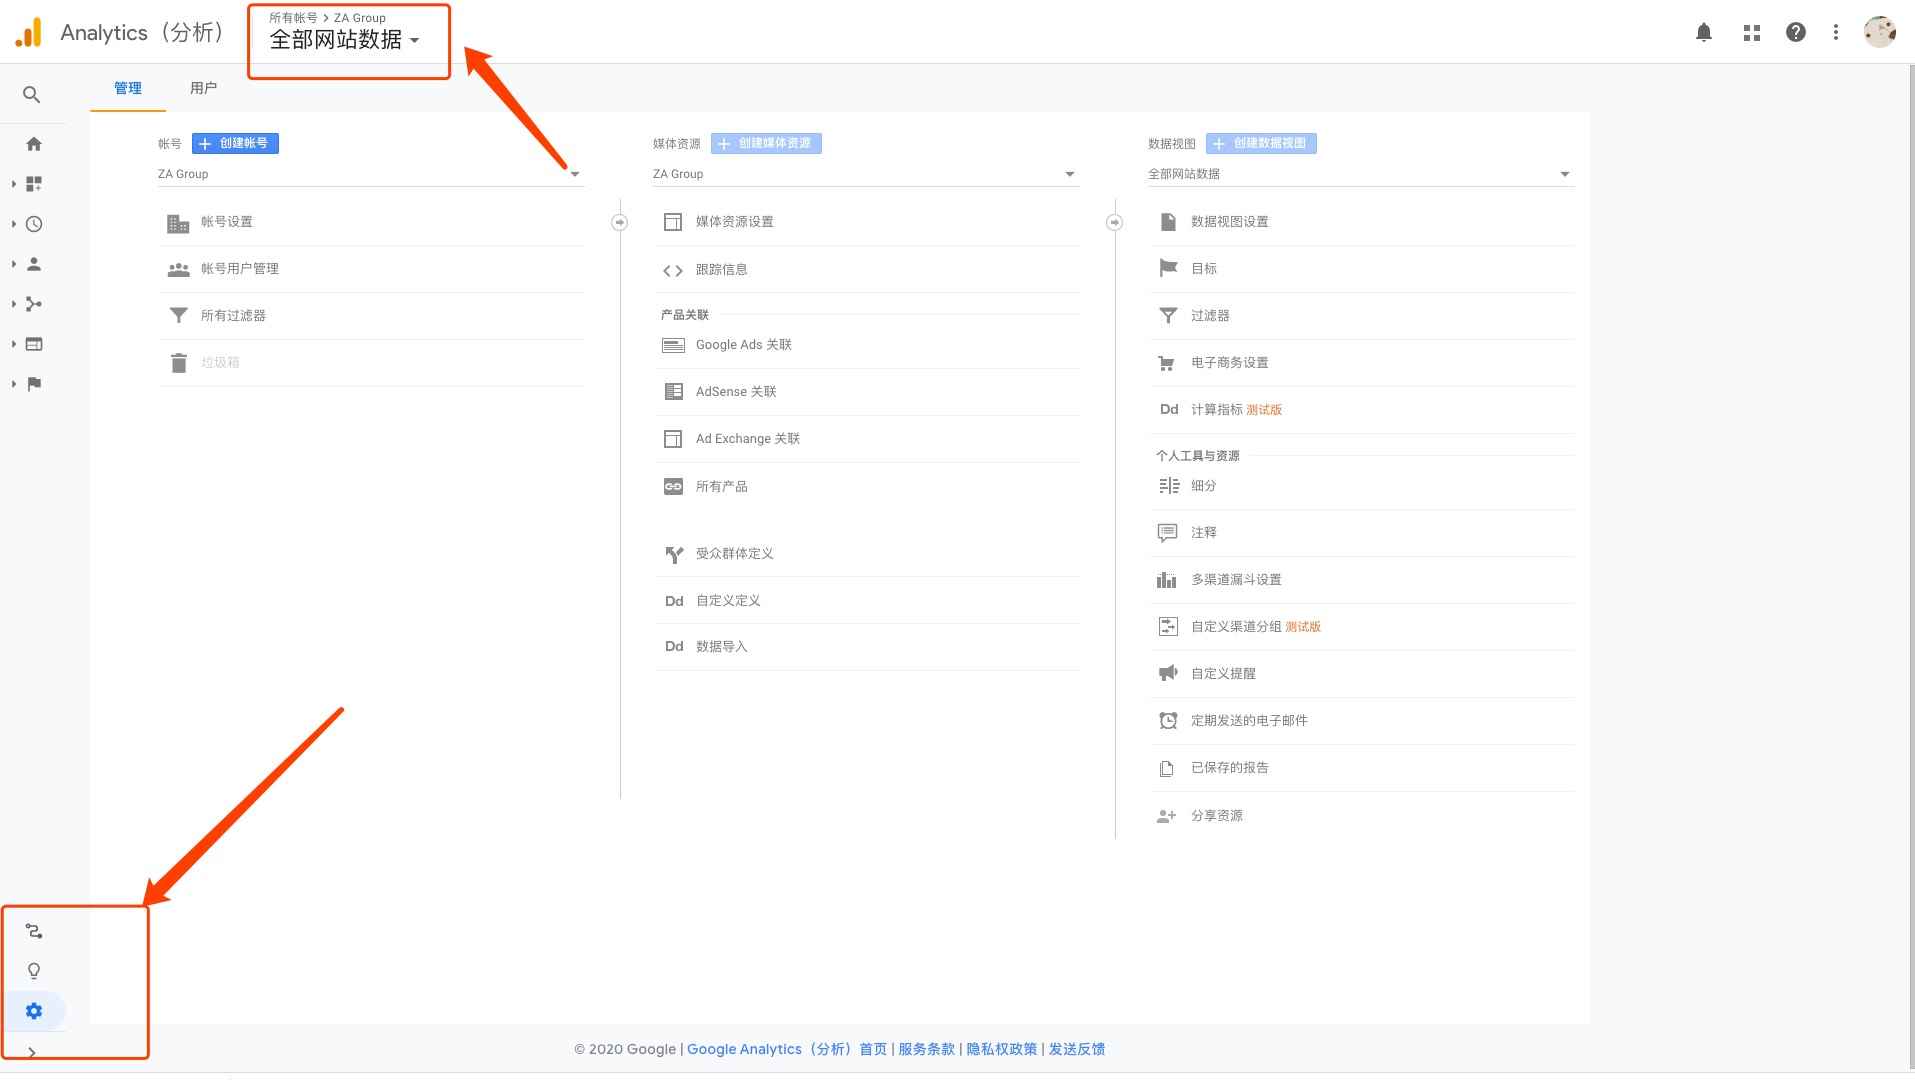 Analytics（分析）
所有帐号 > ZA Group
全部网站数据
管理
用户
帐号
创建帐号
ZA Group
帐号设置
帐号用户管理
所有过滤器
垃圾箱
媒体资源
创建媒体资源
ZA Group
媒体资源设置
跟踪信息
产品关联
Google Ads 关联
AdSense 关联
Ad Exchange 关联
所有产品
受众群体定义
Dd 自定义定义
Dd 数据导入
数据视图
创建数据视图
全部网站数据
数据视图设置
目标
过滤器
电子商务设置
Dd 计算指标 测试版
个人工具与资源
细分
注释
多渠道漏斗设置
自定义渠道分组 测试版
自定义提醒
定期发送的电子邮件
已保存的报告
分享资源
© 2020 Google | Google Analytics（分析）首页 | 服务条款 | 隐私权政策 | 发送反馈